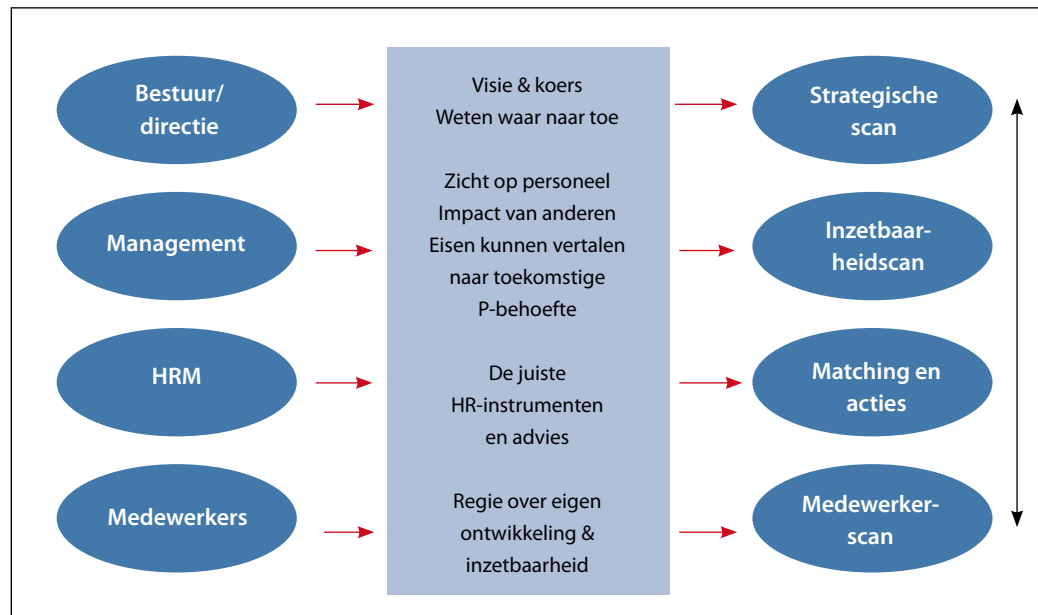 Bestuur/
directie
Visie & koers
Weten waar naar toe
Strategische
scan
Management
Zicht op personeel
Impact van anderen
Eisen kunnen vertalen
naar toekomstige
P-behoefte
Inzetbaar-
heidscan
HRM
De juiste
HR-instrumenten
en advies
Matching en
acties
Medewerkers
Regie over eigen
ontwikkeling &
inzetbaarheid
Medewerker-
scan